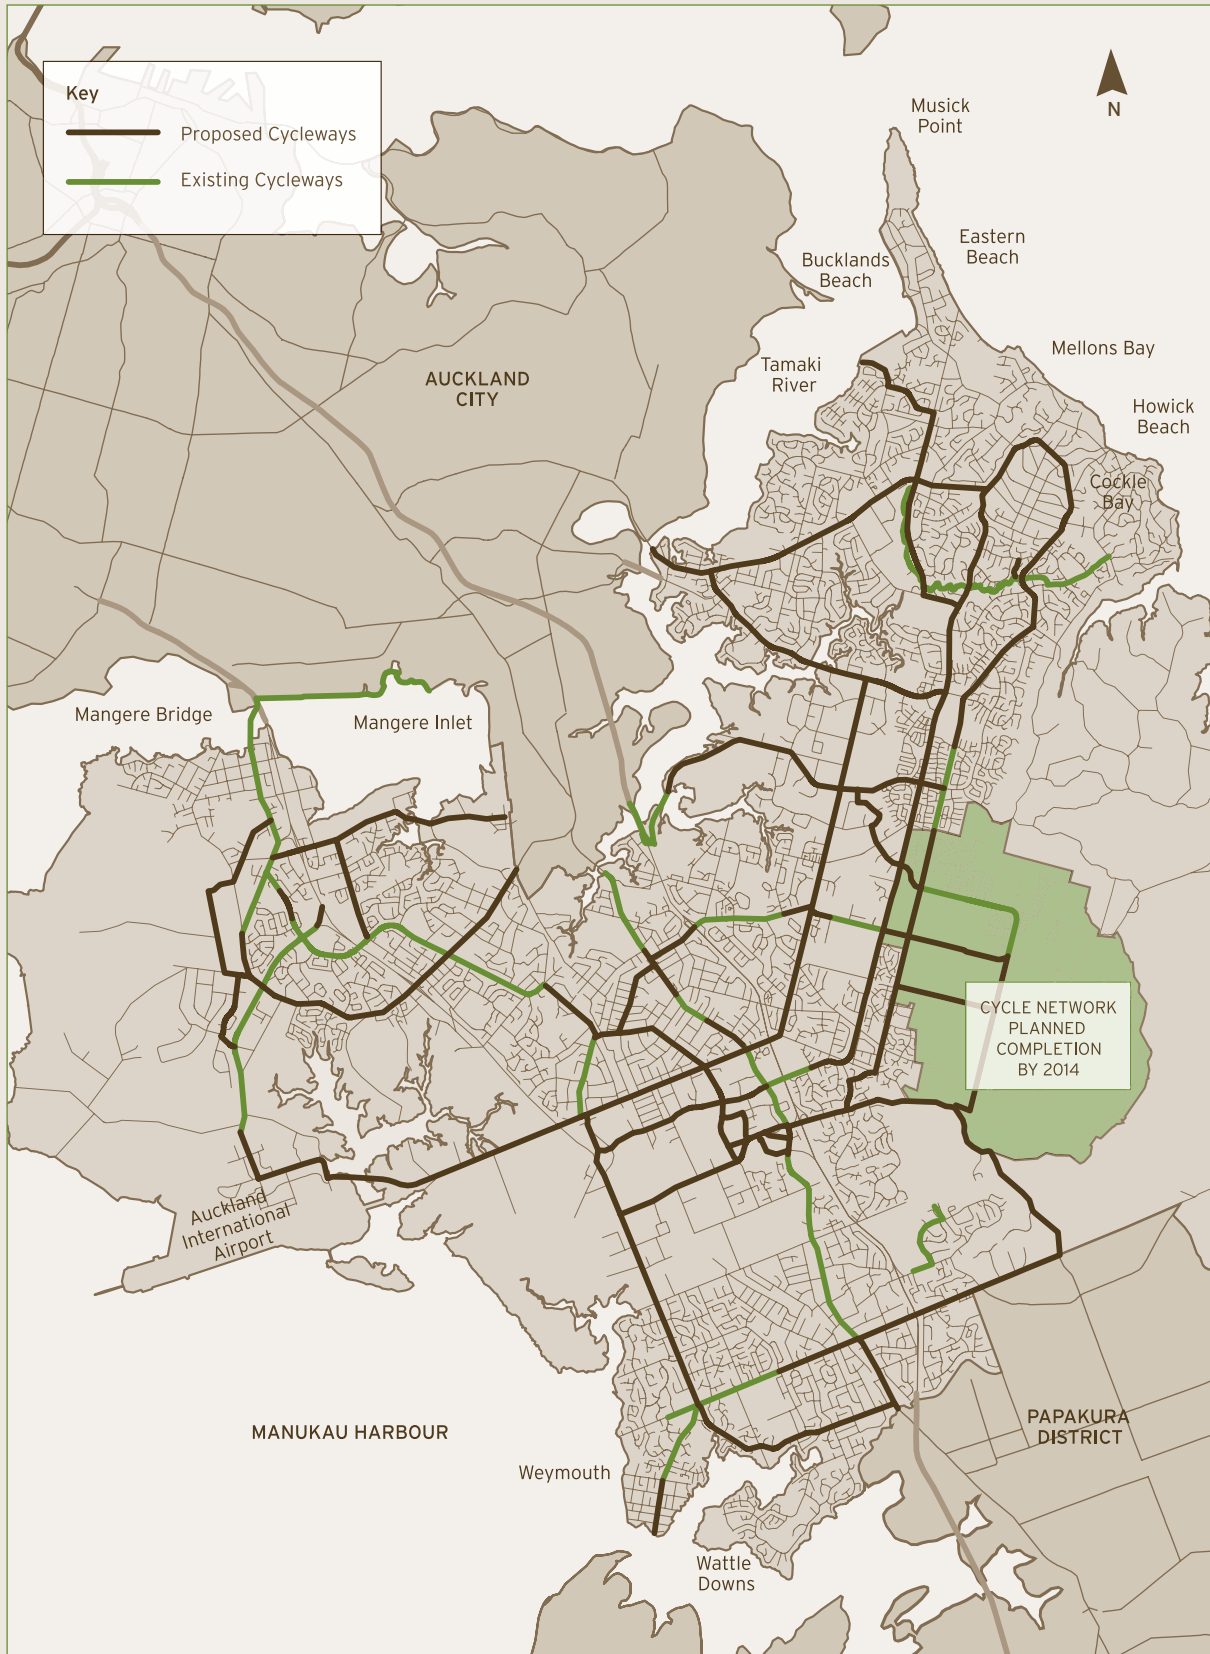 Key
Proposed Cycleways
Existing Cycleways
N
Musick
Point
Eastern
Beach
Bucklands
Beach
Mellons Bay
Tamaki
River
AUCKLAND
CITY
Howick
Beach
Cockle
Bay
Mangere Bridge
Mangere Inlet
CYCLE NETWORK
PLANNED
COMPLETION
BY 2014
Auckland
International
Airport
MANUKAU HARBOUR
PAPAKURA
DISTRICT
Weymouth
Wattle
Downs